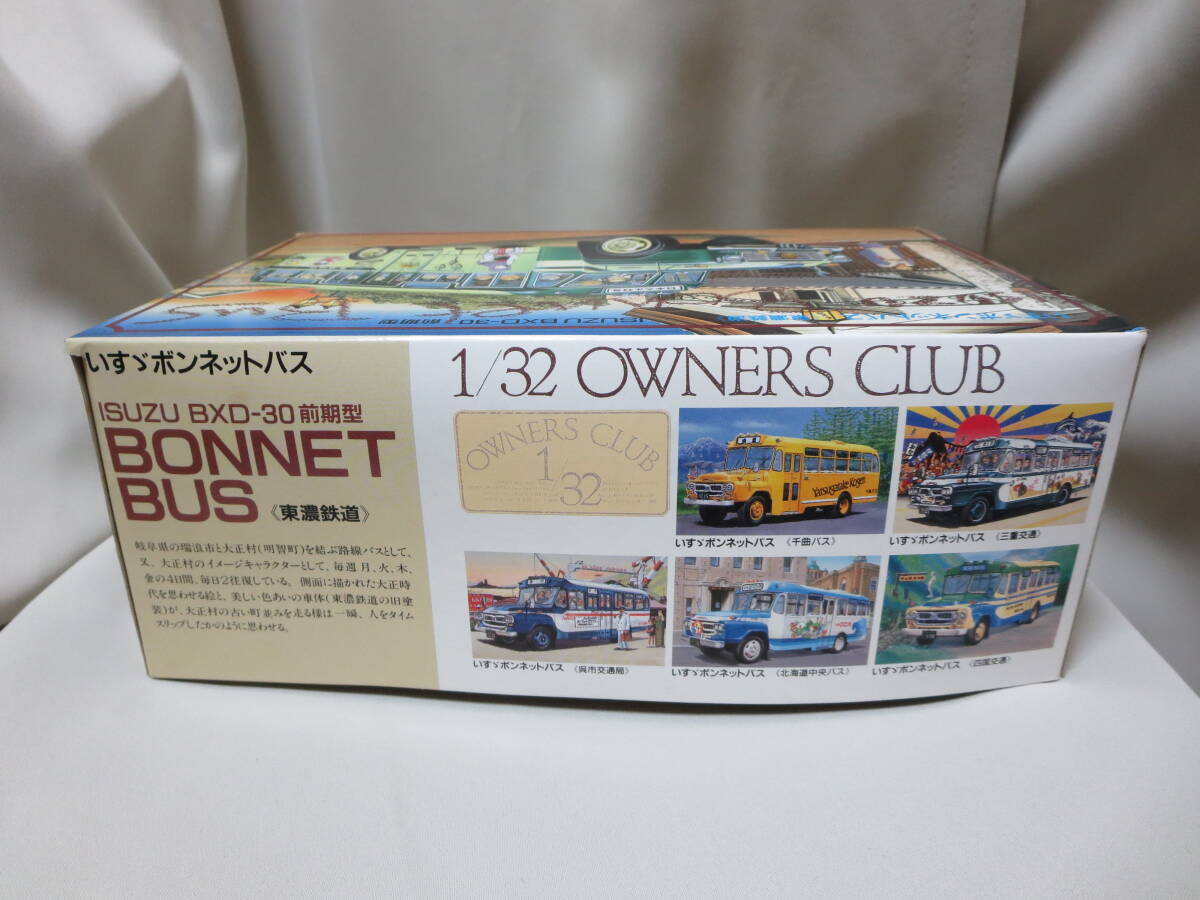 いすゞボンネットバス
ISUZU BXD-30 前期型
BONNET
BUS 《東濃鉄道》
岐阜県の瑞浪市と大正村(明智町)を結ぶ路線バスとして、
又、大正村のイメージキャラクターとして、毎週月、火、木、
金の4日間、毎日2往復している。側面に描かれた大正時
代を思わせる絵と、美しい色あいの車体(東濃鉄道の旧塗
装)が、大正村の古い町並みを走る様は一瞬、人をタイム
スリップしたかのように思わせる。
1/32 OWNERS CLUB
OWNERS CLUB
1/32
Yatsugatake Kogen
いすゞボンネットバス 《千曲バス》
いすゞボンネットバス 《三重交通》
いすゞボンネットバス 《呉市交通局》
いすゞボンネットバス 《北海道中央バス》
いすゞボンネットバス 《四国交通》
ISUZU BXD-30 前期型